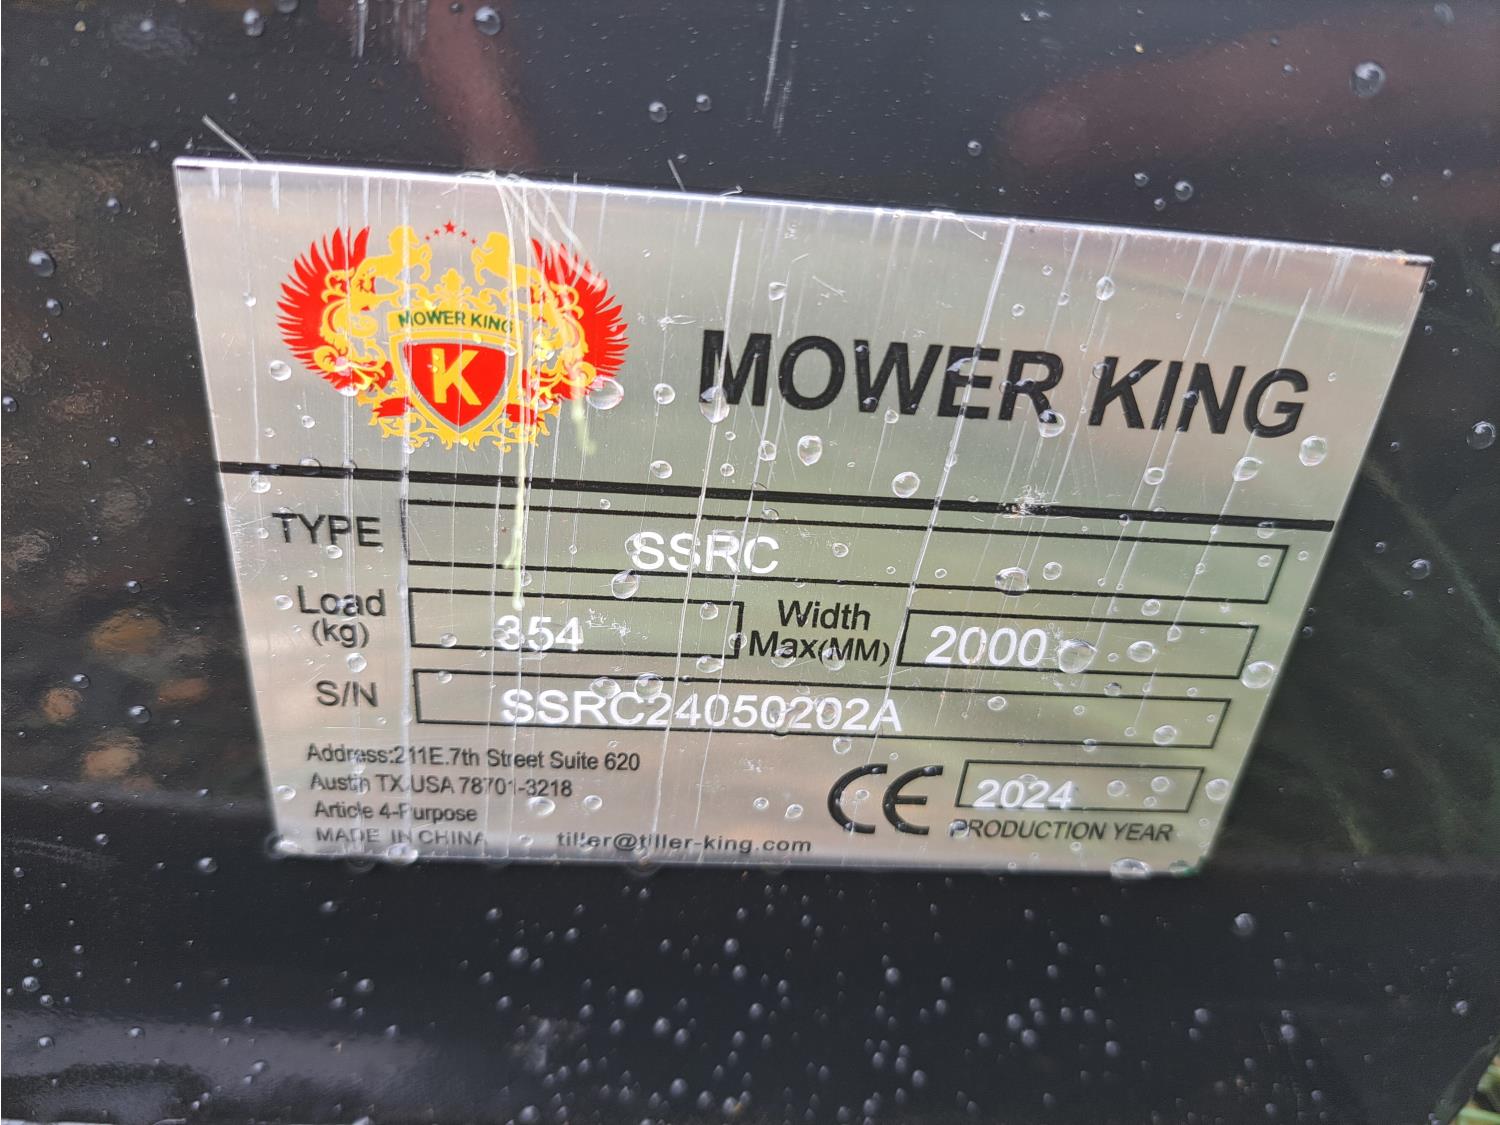 MOWER KING
K
MOWER KING
TYPE SSRC
Load (kg) 354 Width Max(MM) 2000
S/N SSRC24050202A
Address:211E.7th Street Suite 620
Austin TX.USA 78701-3218
Article 4-Purpose
MADE IN CHINA tiller@tiller-king.com
CE 2024
PRODUCTION YEAR